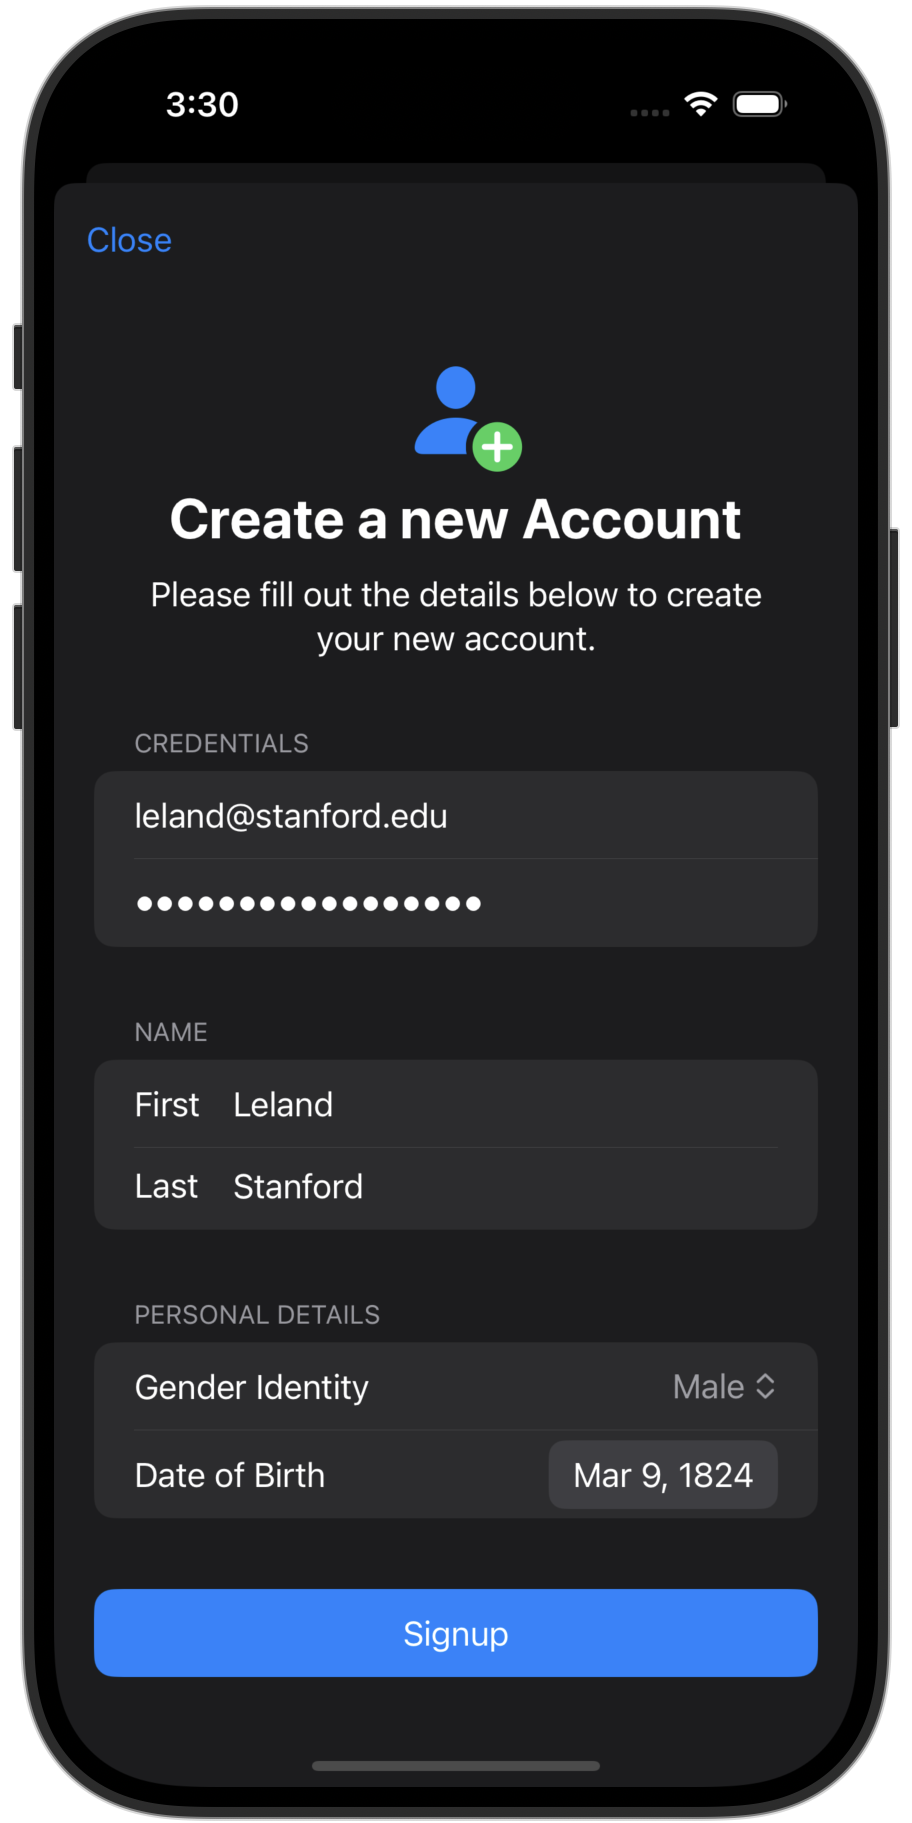 3:30
Close
Create a new Account
Please fill out the details below to create
your new account.
CREDENTIALS
leland@stanford.edu
●●●●●●●●●●●●●●●●●
NAME
First Leland
Last Stanford
PERSONAL DETAILS
Gender Identity Male
Date of Birth Mar 9, 1824
Signup